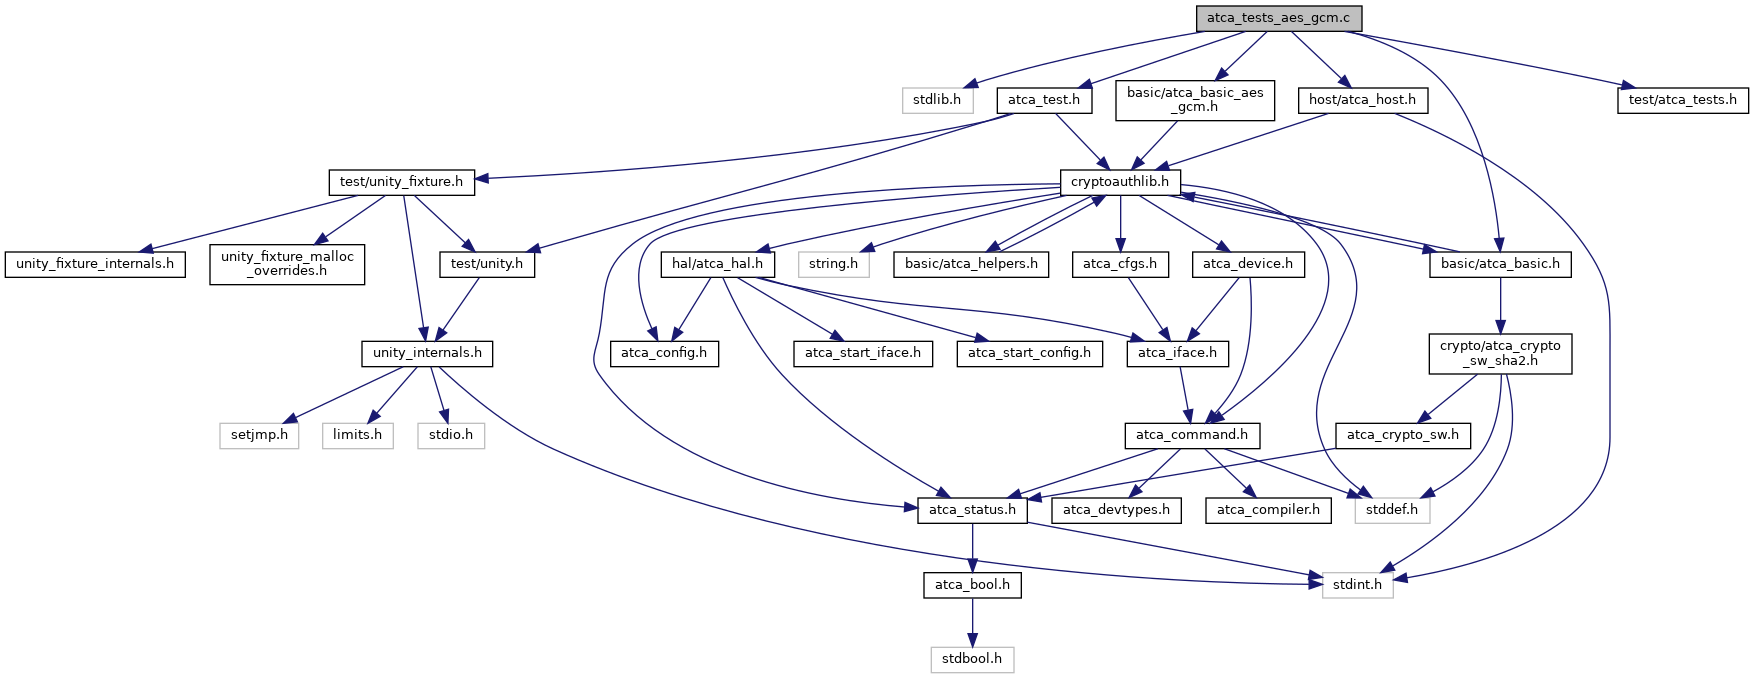 atca_tests_aes_gcm.c
stdlib.h
atca_test.h
basic/atca_basic_aes
_gcm.h
host/atca_host.h
test/atca_tests.h
test/unity_fixture.h
cryptoauthlib.h
unity_fixture_internals.h
unity_fixture_malloc
_overrides.h
test/unity.h
hal/atca_hal.h
string.h
basic/atca_helpers.h
atca_cfgs.h
atca_device.h
basic/atca_basic.h
unity_internals.h
atca_config.h
atca_start_iface.h
atca_start_config.h
atca_iface.h
crypto/atca_crypto
_sw_sha2.h
setjmp.h
limits.h
stdio.h
atca_command.h
atca_crypto_sw.h
atca_status.h
atca_devtypes.h
atca_compiler.h
stddef.h
atca_bool.h
stdint.h
stdbool.h